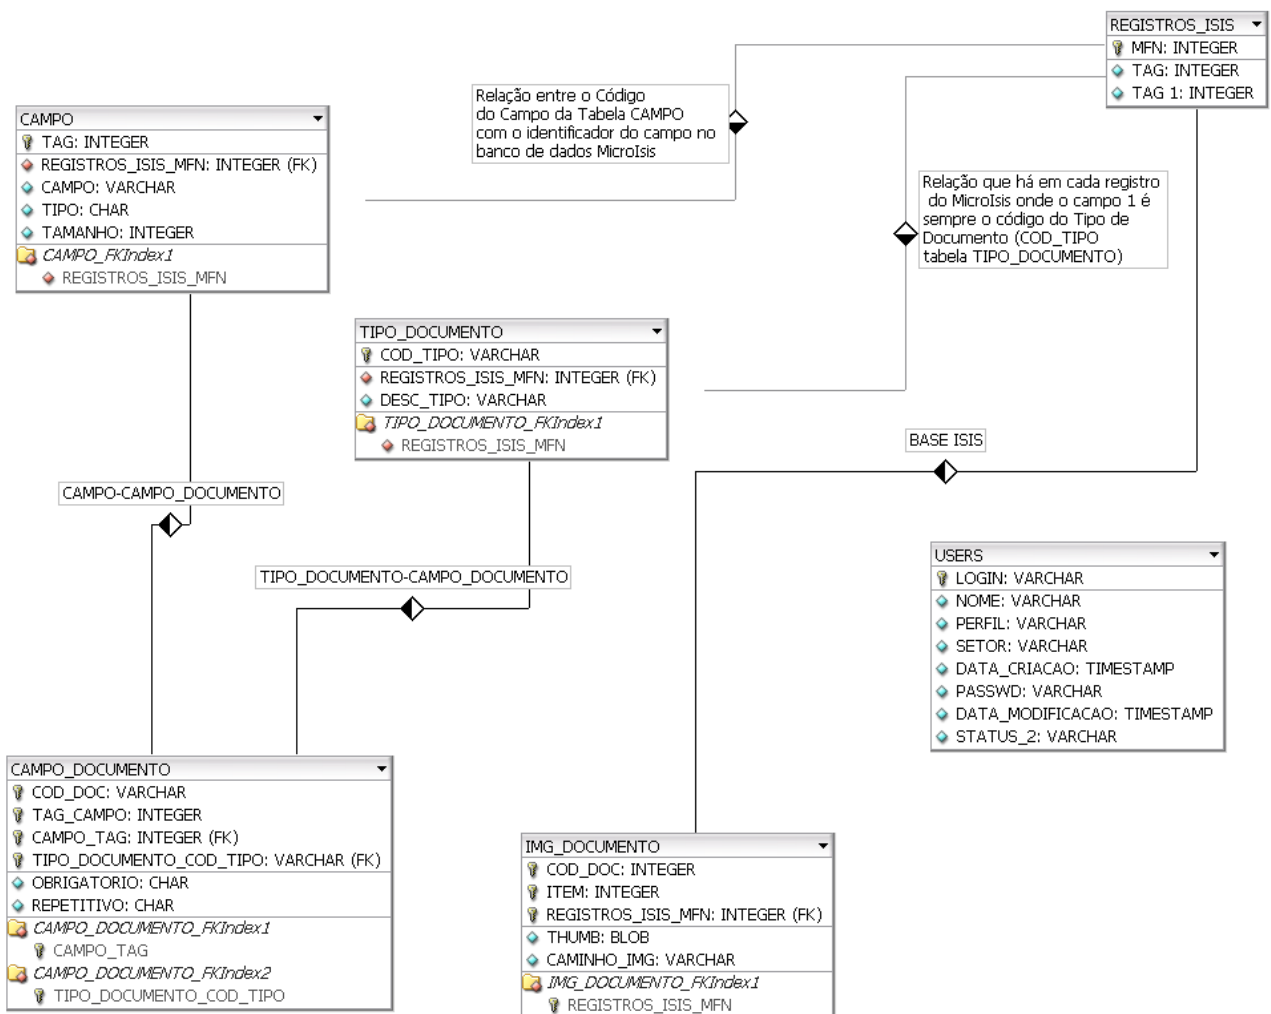 REGISTROS_ISIS
MFN: INTEGER
TAG: INTEGER
TAG 1: INTEGER
Relação entre o Código
do Campo da Tabela CAMPO
com o identificador do campo no
banco de dados MicroIsis
CAMPO
TAG: INTEGER
REGISTROS_ISIS_MFN: INTEGER (FK)
CAMPO: VARCHAR
TIPO: CHAR
TAMANHO: INTEGER
CAMPO_FKIndex1
REGISTROS_ISIS_MFN
Relação que há em cada registro
do MicroIsis onde o campo 1 é
sempre o código do Tipo de
Documento (COD_TIPO
tabela TIPO_DOCUMENTO)
TIPO_DOCUMENTO
COD_TIPO: VARCHAR
REGISTROS_ISIS_MFN: INTEGER (FK)
DESC_TIPO: VARCHAR
TIPO_DOCUMENTO_FKIndex1
REGISTROS_ISIS_MFN
BASE ISIS
CAMPO-CAMPO_DOCUMENTO
TIPO_DOCUMENTO-CAMPO_DOCUMENTO
USERS
LOGIN: VARCHAR
NOME: VARCHAR
PERFIL: VARCHAR
SETOR: VARCHAR
DATA_CRIACAO: TIMESTAMP
PASSWD: VARCHAR
DATA_MODIFICACAO: TIMESTAMP
STATUS_2: VARCHAR
CAMPO_DOCUMENTO
COD_DOC: VARCHAR
TAG_CAMPO: INTEGER
CAMPO_TAG: INTEGER (FK)
TIPO_DOCUMENTO_COD_TIPO: VARCHAR (FK)
OBRIGATORIO: CHAR
REPETITIVO: CHAR
CAMPO_DOCUMENTO_FKIndex1
CAMPO_TAG
CAMPO_DOCUMENTO_FKIndex2
TIPO_DOCUMENTO_COD_TIPO
IMG_DOCUMENTO
COD_DOC: INTEGER
ITEM: INTEGER
REGISTROS_ISIS_MFN: INTEGER (FK)
THUMB: BLOB
CAMINHO_IMG: VARCHAR
IMG_DOCUMENTO_FKIndex1
REGISTROS_ISIS_MFN